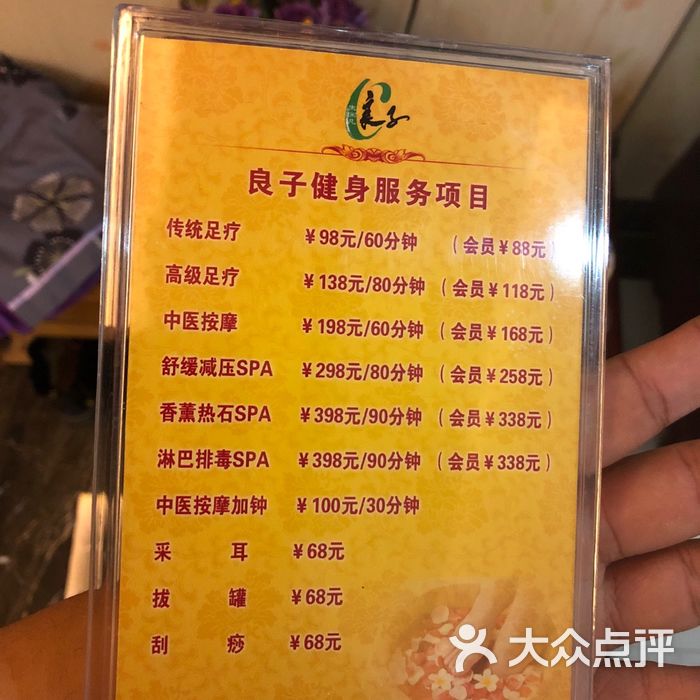 良子
良子健身服务项目
传统足疗 ￥98元/60分钟 （会员￥88元）
高级足疗 ￥138元/80分钟 （会员￥118元）
中医按摩 ￥198元/60分钟 （会员￥168元）
舒缓减压SPA ￥298元/80分钟 （会员￥258元）
香薰热石SPA ￥398元/90分钟 （会员￥338元）
淋巴排毒SPA ￥398元/90分钟 （会员￥338元）
中医按摩加钟 ￥100元/30分钟
采 耳 ￥68元
拔 罐 ￥68元
刮 痧 ￥68元
大众点评